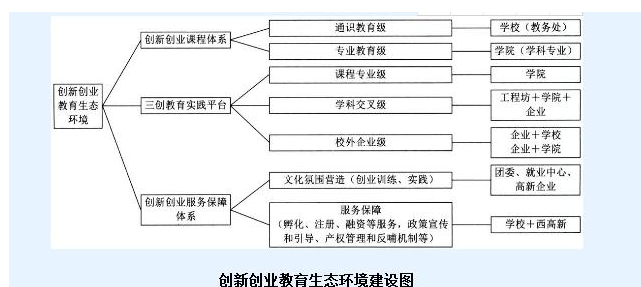 通识教育级
学校（教务处）
创新创业课程体系
专业教育级
学院（学科专业）
课程专业级
学院
创新创业
教育生态
环境
三创教育实践平台
学科交叉级
工程坊＋学院＋
企业
校外企业级
企业＋学校
企业＋学院
文化氛围营造（创业训练、实践）
团委、就业中心、
高新企业
创新创业服务保障
体系
服务保障
（孵化、注册、融资等服务，政策宣传
和引导、产权管理和反哺机制等）
学校＋西高新
创新创业教育生态环境建设图